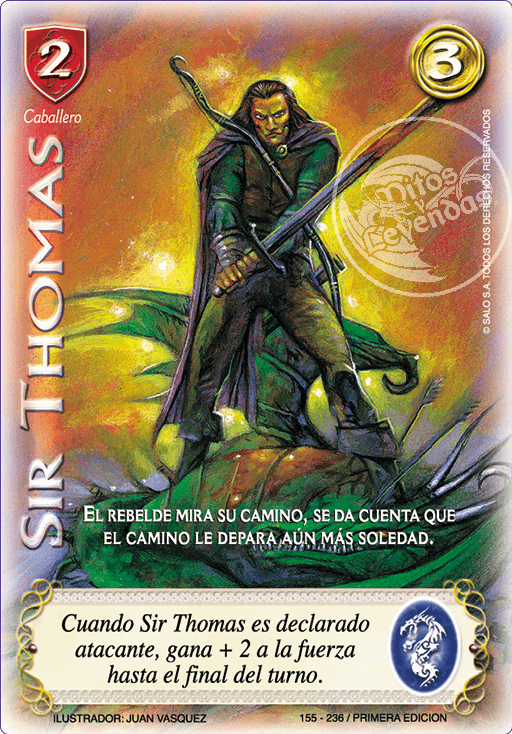 2
3
Caballero
SIR THOMAS
Mitos
y
Leyendas
© SALO S.A. TODOS LOS DERECHOS RESERVADOS
EL REBELDE MIRA SU CAMINO, SE DA CUENTA QUE
EL CAMINO LE DEPARA AÚN MÁS SOLEDAD.
Cuando Sir Thomas es declarado
atacante, gana + 2 a la fuerza
hasta el final del turno.
ILUSTRADOR: JUAN VASQUEZ
155 - 236 / PRIMERA EDICION